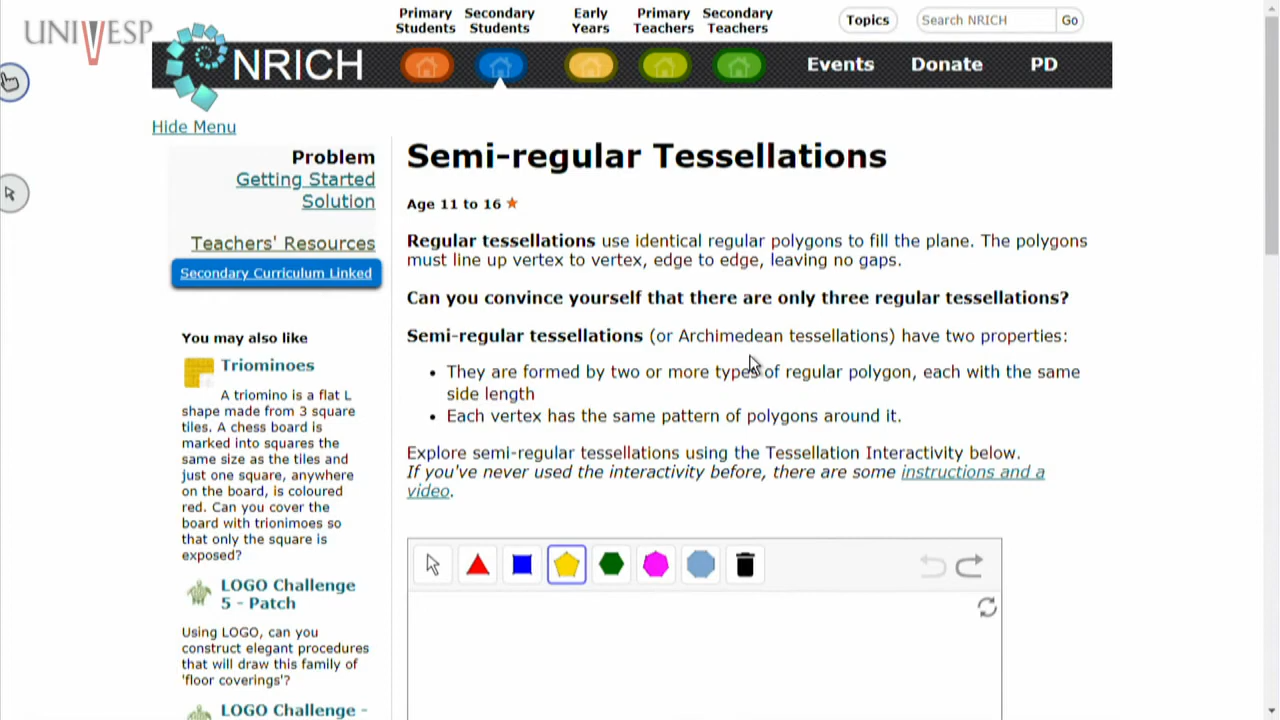 UNIVESP
Primary Students
Secondary Students
Early Years
Primary Teachers
Secondary Teachers
Topics
Search NRICH
Go
NRICH
Events
Donate
PD
Hide Menu
Problem
Getting Started
Solution
Teachers' Resources
Secondary Curriculum Linked
You may also like
Triominoes
A triomino is a flat L
shape made from 3 square
tiles. A chess board is
marked into squares the
same size as the tiles and
just one square, anywhere
on the board, is coloured
red. Can you cover the
board with trionimoes so
that only the square is
exposed?
LOGO Challenge
5 - Patch
Using LOGO, can you
construct elegant procedures
that will draw this family of
'floor coverings'?
LOGO Challenge -
Semi-regular Tessellations
Age 11 to 16
Regular tessellations use identical regular polygons to fill the plane. The polygons
must line up vertex to vertex, edge to edge, leaving no gaps.
Can you convince yourself that there are only three regular tessellations?
Semi-regular tessellations (or Archimedean tessellations) have two properties:
• They are formed by two or more types of regular polygon, each with the same
side length
• Each vertex has the same pattern of polygons around it.
Explore semi-regular tessellations using the Tessellation Interactivity below.
If you've never used the interactivity before, there are some instructions and a
video.